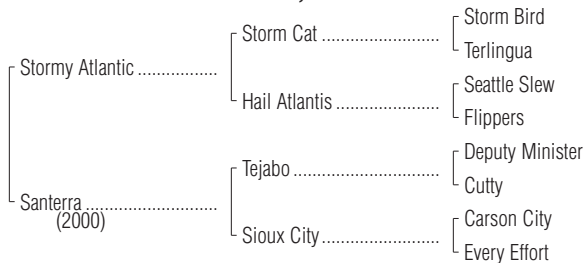 Storm Bird
Storm Cat ........................
Terlingua
Stormy Atlantic ................
Seattle Slew
Hail Atlantis .....................
Flippers
Deputy Minister
Tejabo ..............................
Cutty
Santerra ...........................
(2000)
Carson City
Sioux City.........................
Every Effort